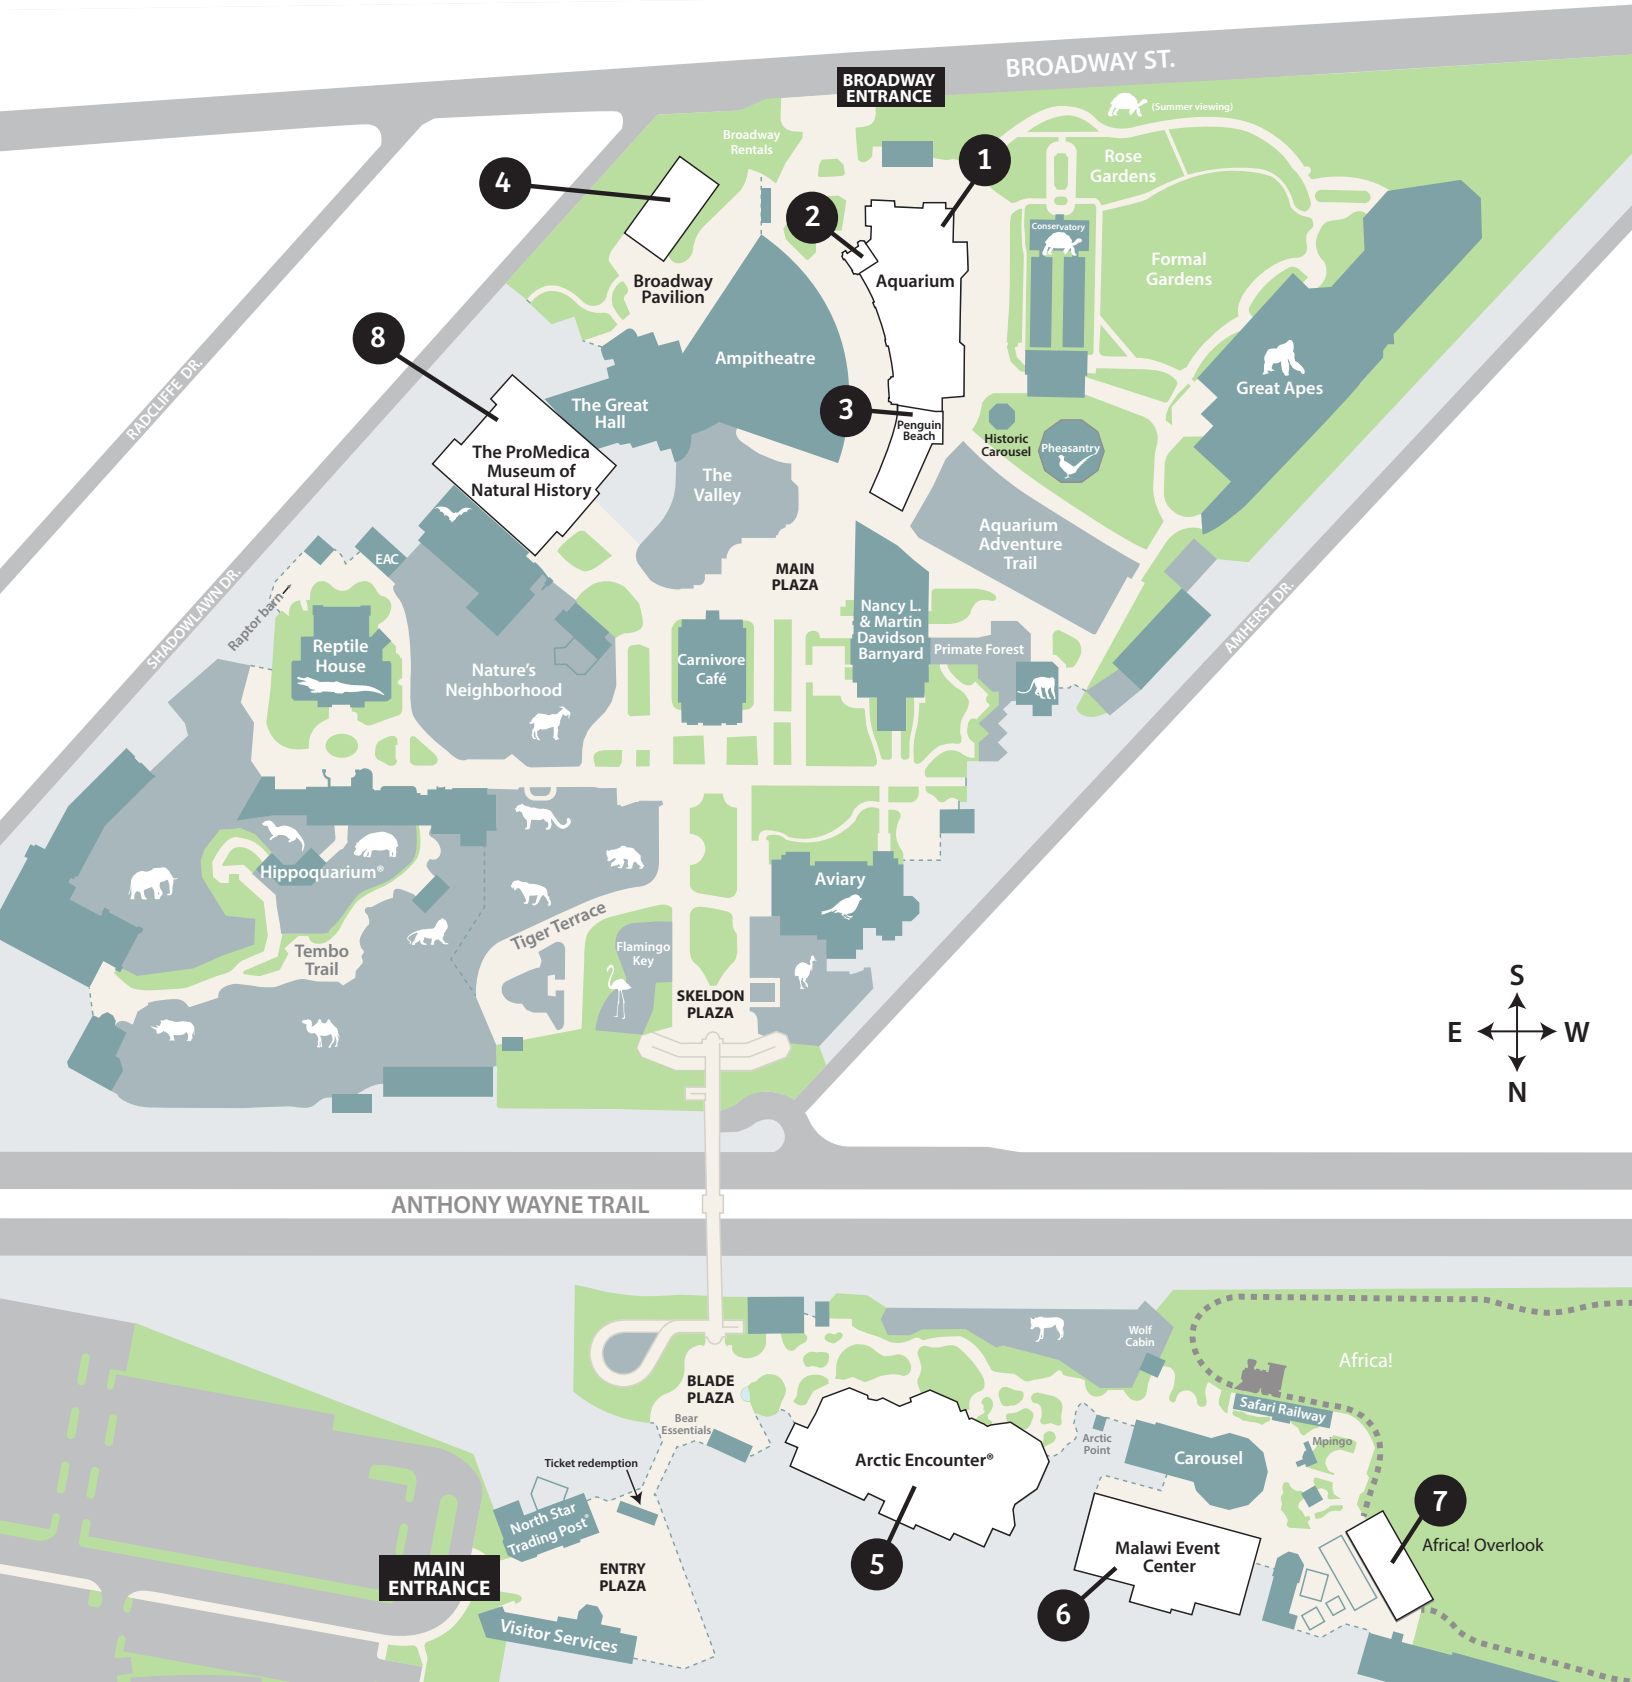 BROADWAY ST.
BROADWAY
ENTRANCE
(Summer viewing)
Broadway
Rentals
1
Rose
Gardens
4
2
Conservatory
Aquarium
Formal
Gardens
Broadway
Pavilion
8
Ampitheatre
Great Apes
RADCLIFFE DR.
The Great
Hall
3
Penguin
Beach
Historic
Carousel
Pheasantry
The ProMedica
Museum of
Natural History
The
Valley
Aquarium
Adventure
Trail
EAC
MAIN
PLAZA
SHADOWLAWN DR.
Raptor barn
AMHERST DR.
Nancy L.
& Martin
Davidson
Barnyard
Primate Forest
Reptile
House
Nature's
Neighborhood
Carnivore
Café
Hippoquarium®
Aviary
Tiger Terrace
Tembo
Trail
Flamingo
Key
SKELDON
PLAZA
S
E
W
N
ANTHONY WAYNE TRAIL
Wolf
Cabin
Africa!
BLADE
PLAZA
Safari Railway
Bear
Essentials
Arctic
Point
Mpingo
Ticket redemption
Arctic Encounter®
Carousel
7
North Star
Trading Post®
Africa! Overlook
MAIN
ENTRANCE
ENTRY
PLAZA
5
Malawi Event
Center
6
Visitor Services